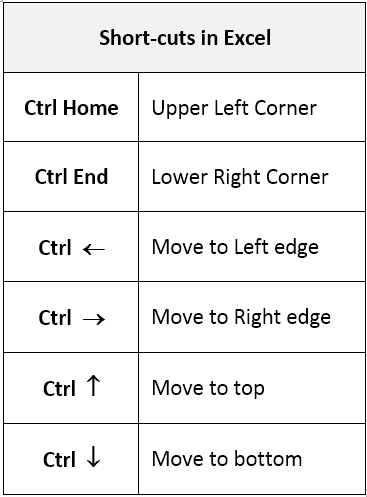 Short-cuts in Excel
Ctrl Home Upper Left Corner
Ctrl End Lower Right Corner
Ctrl ← Move to Left edge
Ctrl → Move to Right edge
Ctrl ↑ Move to top
Ctrl ↓ Move to bottom